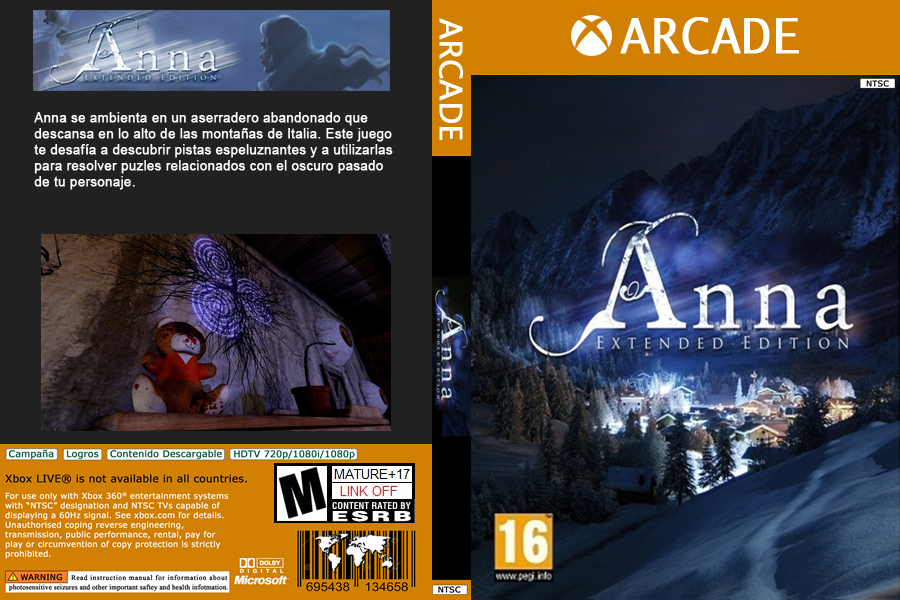 Anna
EXTENDED EDITION
Anna se ambienta en un aserradero abandonado que
descansa en lo alto de las montañas de Italia. Este juego
te desafía a descubrir pistas espeluznantes y a utilizarlas
para resolver puzles relacionados con el oscuro pasado
de tu personaje.
Campaña Logros Contenido Descargable HDTV 720p/1080i/1080p
Xbox LIVE® is not available in all countries.
For use only with Xbox 360® entertainment systems
with "NTSC" designation and NTSC TVs capable of
displaying a 60Hz signal. See xbox.com for details.
Unauthorised coping reverse engineering,
transmission, public performance, rental, pay for
play or circumvention of copy protection is strictly
prohibited.
WARNING Read instruction manual for information about
photosensitive seizures and other important saftey and health infotmation.
M
MATURE+17
LINK OFF
CONTENT RATED BY
ESRB
DOLBY
DIGITAL
Microsoft®
695438 134658
ARCADE
Anna
EXTENDED EDITION
NTSC
ARCADE
NTSC
Anna
EXTENDED EDITION
16
www.pegi.info